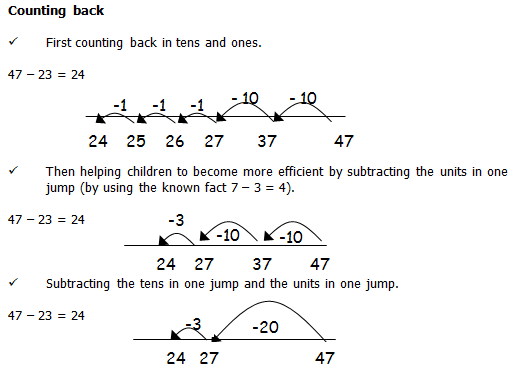 Counting back
✓ First counting back in tens and ones.
47 – 23 = 24
-1 -1 -1 - 10 - 10
24 25 26 27 37 47
✓ Then helping children to become more efficient by subtracting the units in one
jump (by using the known fact 7 – 3 = 4).
47 – 23 = 24
-3 -10 -10
24 27 37 47
✓ Subtracting the tens in one jump and the units in one jump.
47 – 23 = 24
-3 -20
24 27 47